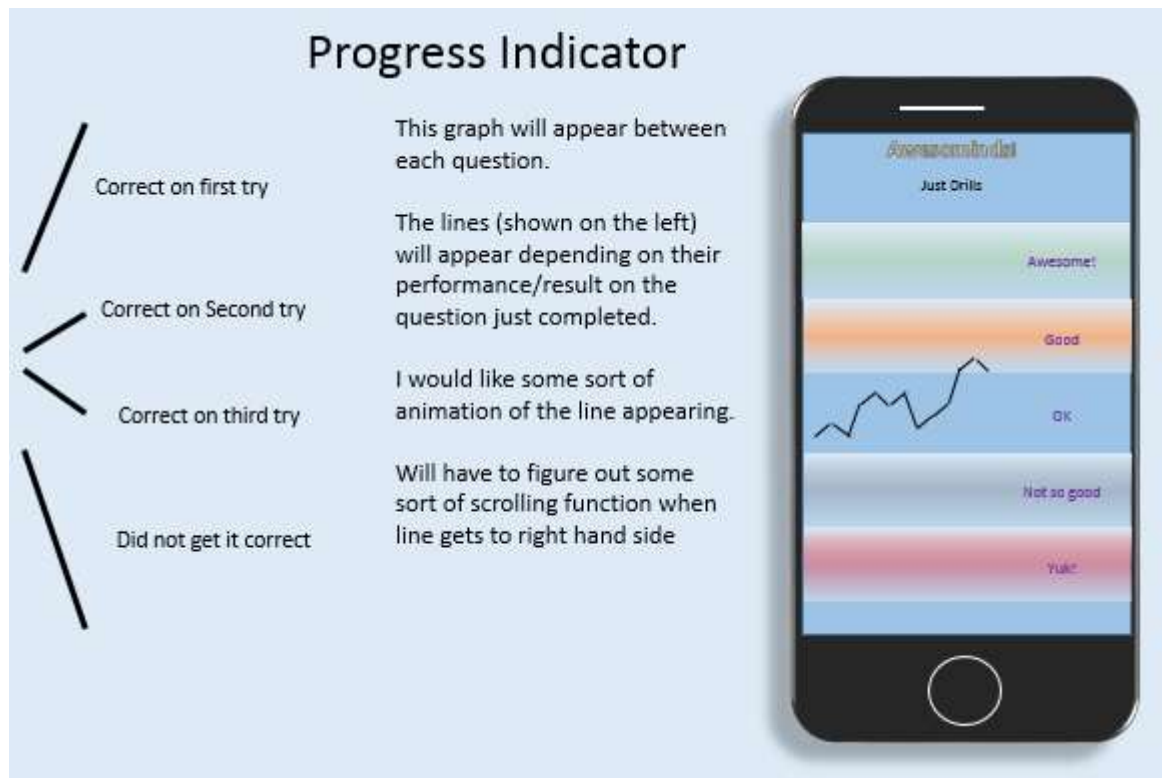 Progress Indicator
Correct on first try
Correct on Second try
Correct on third try
Did not get it correct
This graph will appear between
each question.
The lines (shown on the left)
will appear depending on their
performance/result on the
question just completed.
I would like some sort of
animation of the line appearing.
Will have to figure out some
sort of scrolling function when
line gets to right hand side
Awesominds!
Just Drills
Awesome!
Good
OK
Not so good
Yuk!